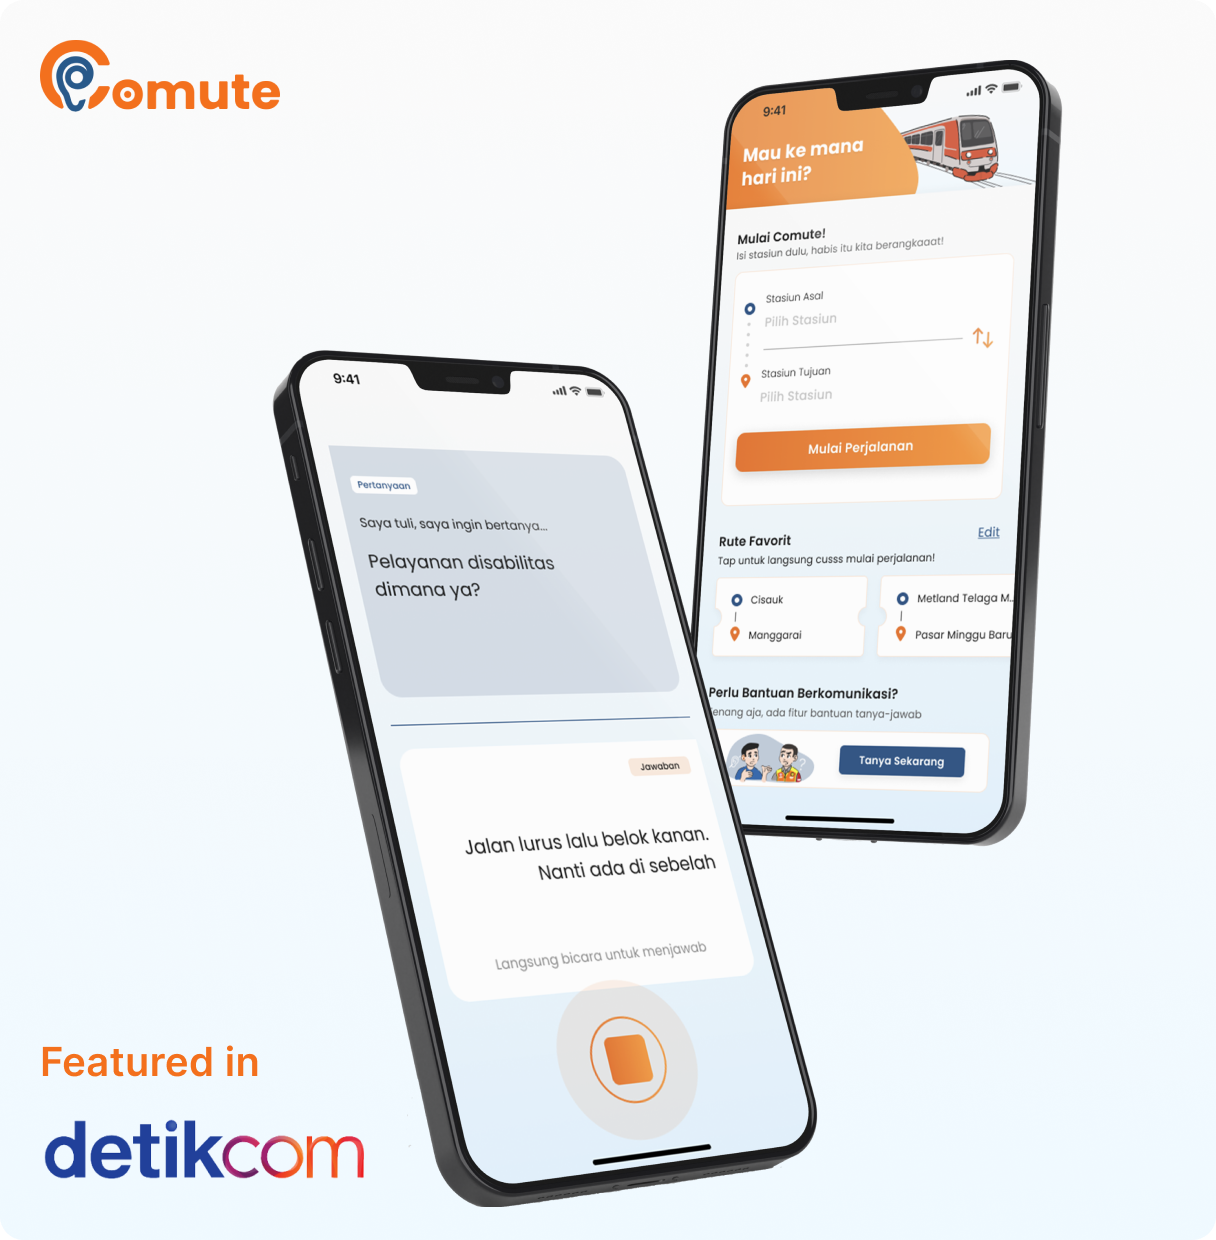 Comute
9:41
Mau ke mana
hari ini?
Mulai Comute!
Isi stasiun dulu, habis itu kita berangkaaat!
Stasiun Asal
Pilih Stasiun
Stasiun Tujuan
Pilih Stasiun
Mulai Perjalanan
Rute Favorit
Edit
Tap untuk langsung cusss mulai perjalanan!
Cisauk
Manggarai
Metland Telaga M...
Pasar Minggu Baru
Perlu Bantuan Berkomunikasi?
enang aja, ada fitur bantuan tanya-jawab
Tanya Sekarang
9:41
Pertanyaan
Saya tuli, saya ingin bertanya...
Pelayanan disabilitas
dimana ya?
Jawaban
Jalan lurus lalu belok kanan.
Nanti ada di sebelah
Langsung bicara untuk menjawab
Featured in
detikcom